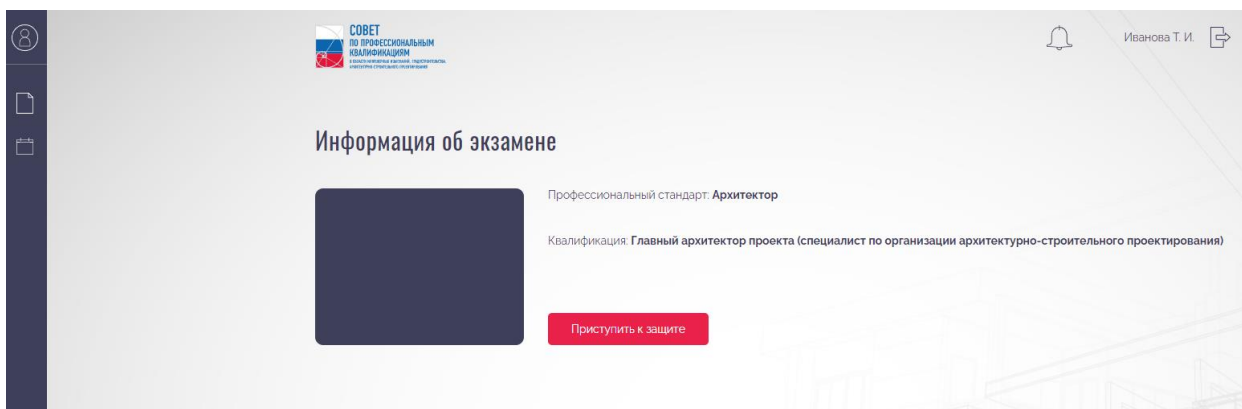 СОВЕТ
ПО ПРОФЕССИОНАЛЬНЫМ
КВАЛИФИКАЦИЯМ
Иванова Т. И.
Информация об экзамене
Профессиональный стандарт: Архитектор
Квалификация: Главный архитектор проекта (специалист по организации архитектурно-строительного проектирования)
Приступить к защите